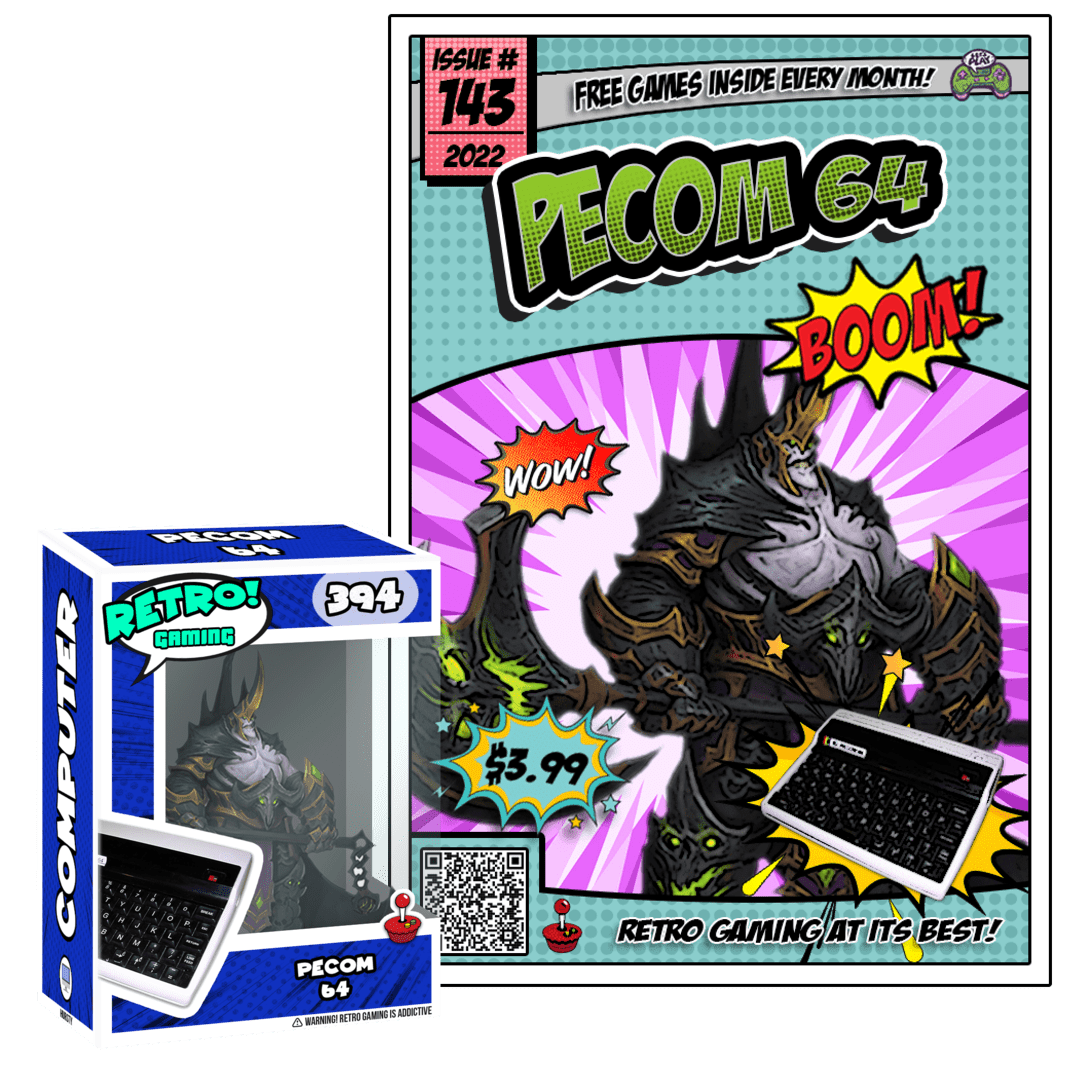 ISSUE #
143
2022
FREE GAMES INSIDE EVERY MONTH!
PLAY
PECOM 64
BOOM!
WOW!
$3.99
RETRO GAMING AT ITS BEST!
PECOM
64
COMPUTER
RETRO!
GAMING
394
PECOM
64
WARNING! RETRO GAMING IS ADDICTIVE